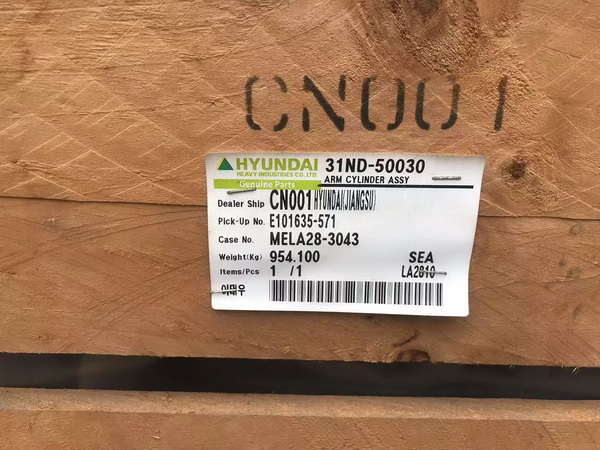 CN001
HYUNDAI 31ND-50030
HEAVY INDUSTRIES CO.LTD ARM CYLINDER ASSY
Genuine Parts
Dealer Ship CN001 HYUNDAI(JIANGSU)
Pick-Up No. E101635-571
Case No. MELA28-3043
Weight(Kg) 954.100 SEA
Items/Pcs 1 /1 LA2810